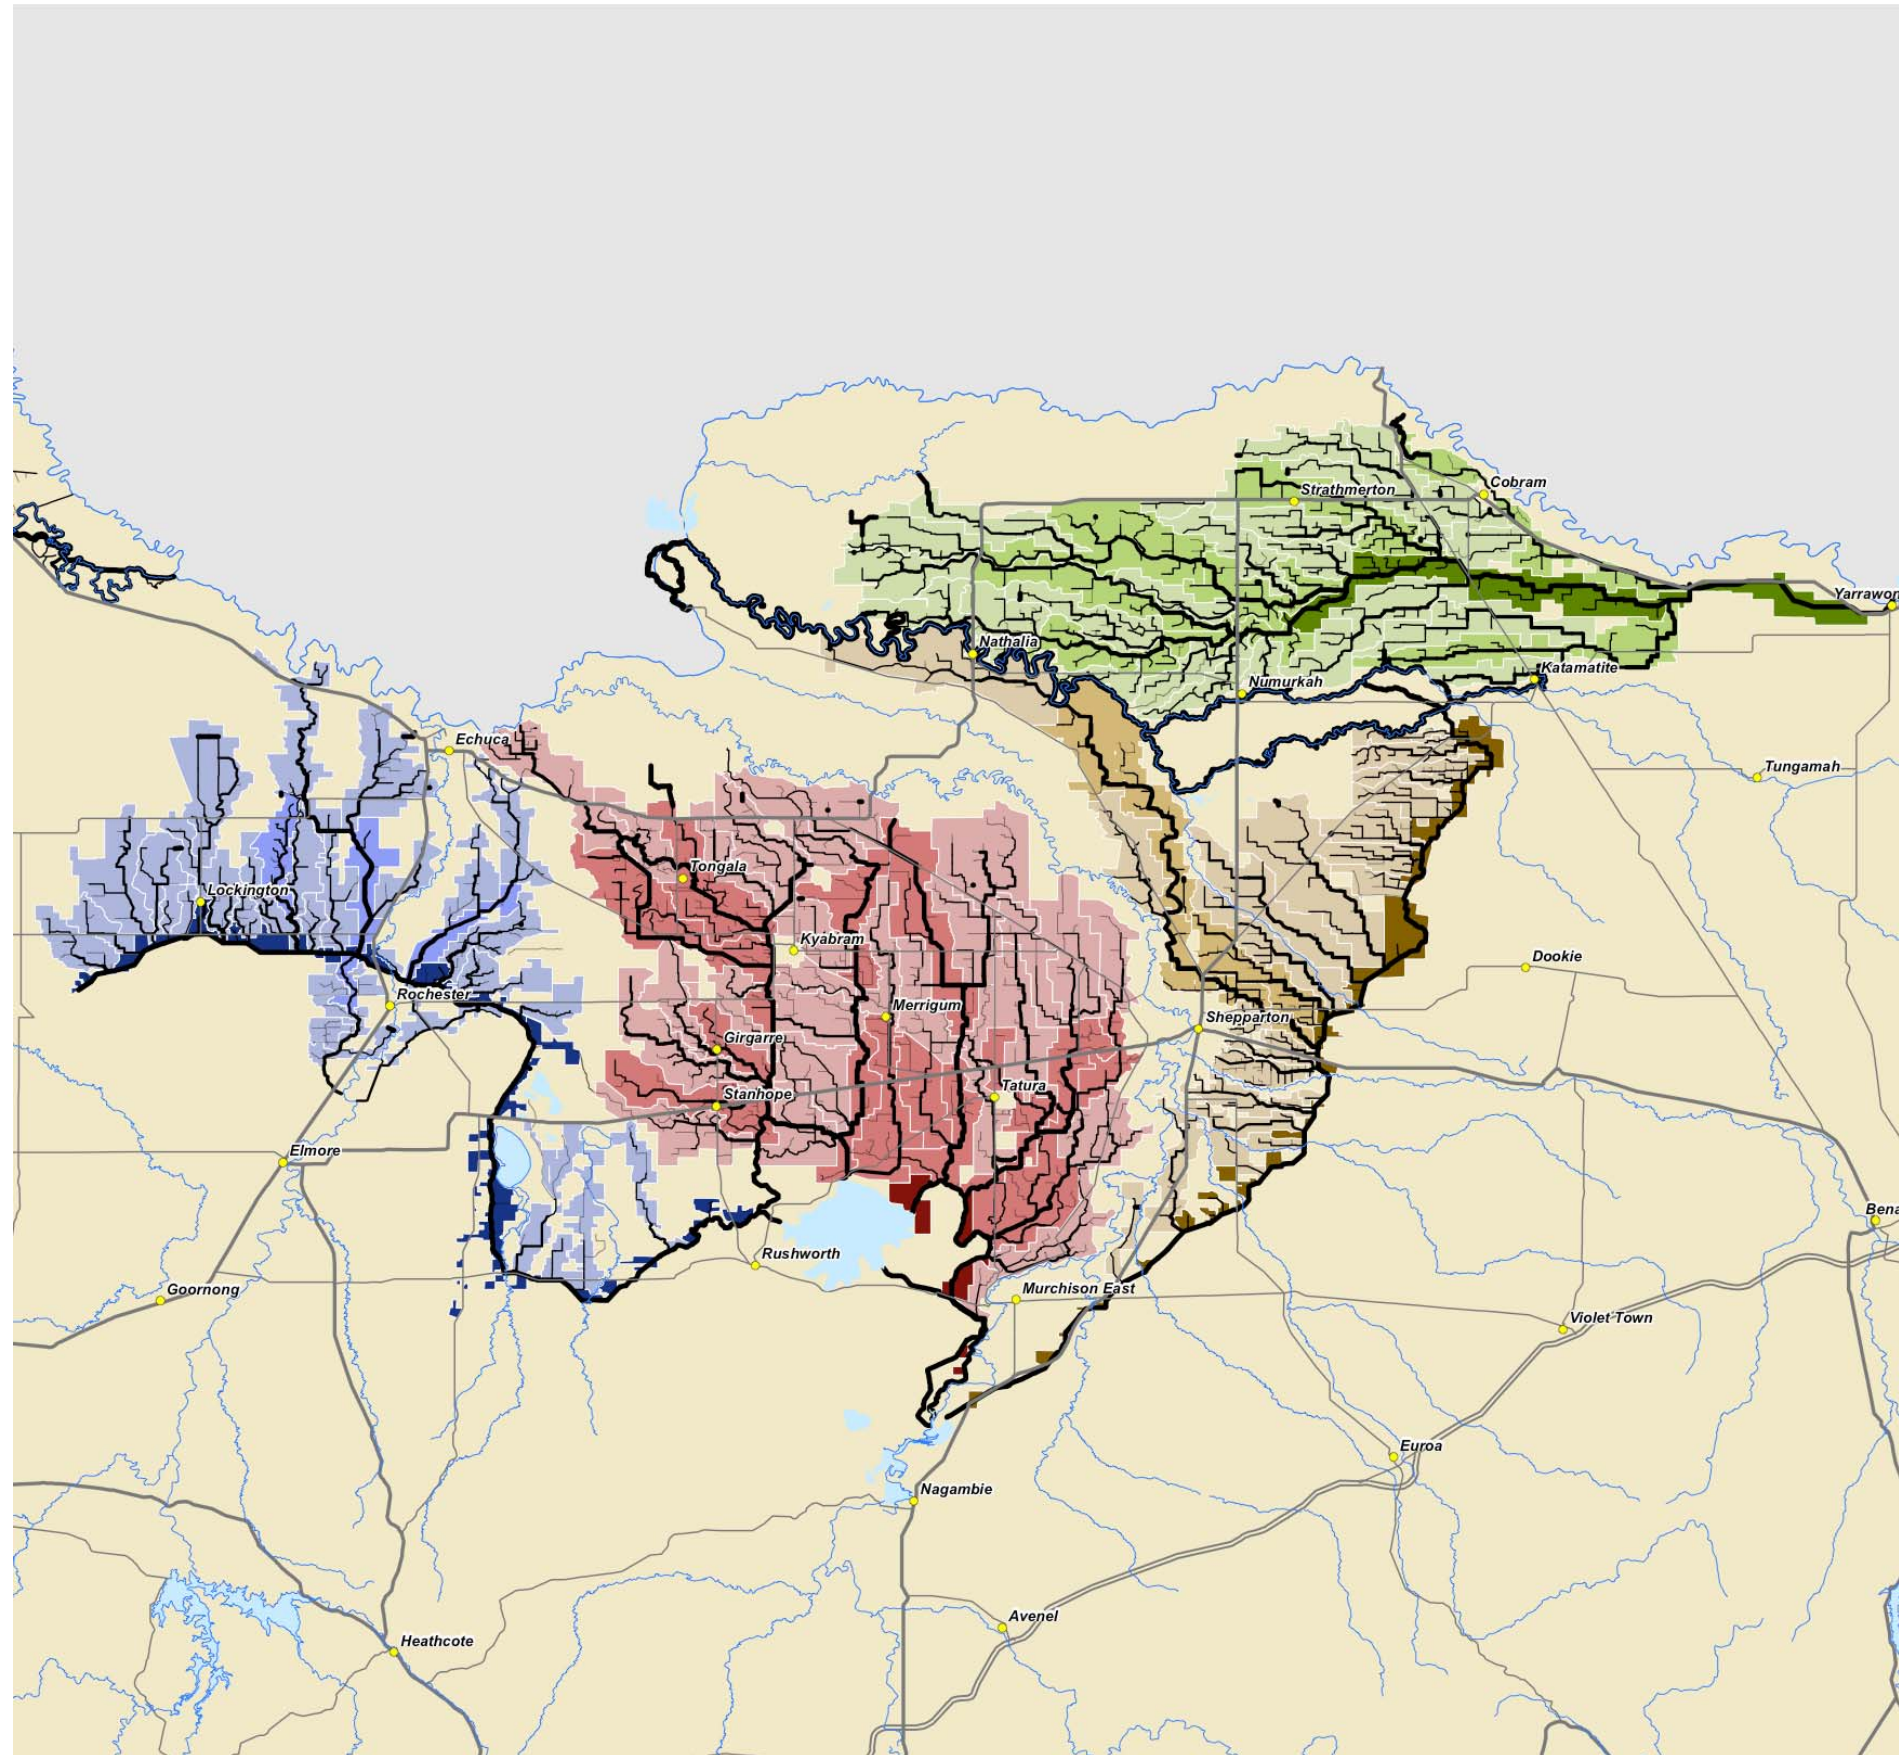 Cobram
Strathmerton
Yarrawon
Nathalia
Katamatite
Numurkah
Echuca
Tungamah
Tongala
Lockington
Kyabram
Dookie
Rochester
Merrigum
Shepparton
Girgarre
Tatura
Stanhope
Elmore
Bena
Rushworth
Goornong
Murchison East
Violet Town
Euroa
Nagambie
Avenel
Heathcote